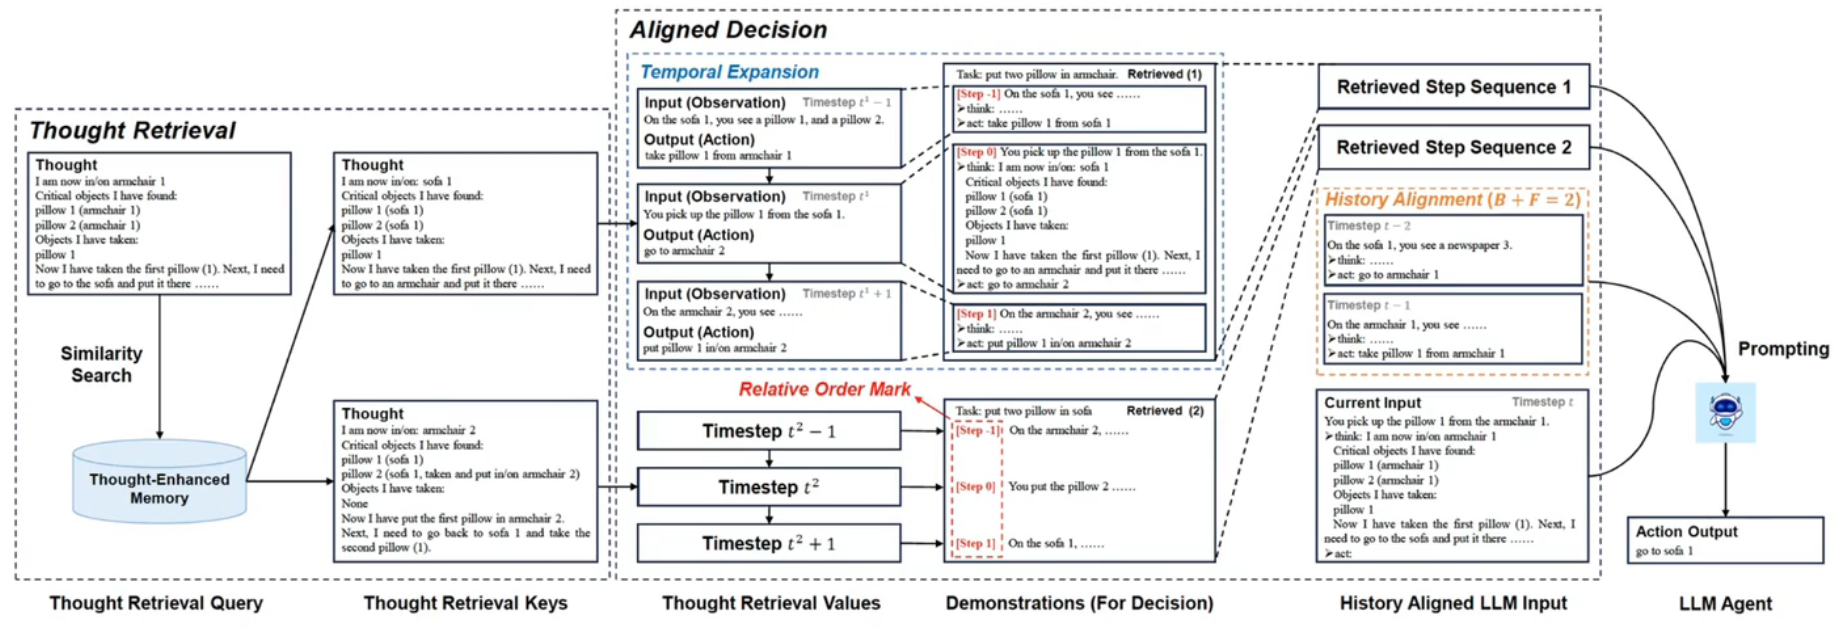 Thought Retrieval
Thought
I am now in/on armchair 1
Critical objects I have found:
pillow 1 (armchair 1)
pillow 2 (armchair 1)
Objects I have taken:
pillow 1
Now I have taken the first pillow (1). Next, I need
to go to the sofa and put it there ……
Similarity
Search
Thought-Enhanced
Memory
Thought
I am now in/on: sofa 1
Critical objects I have found:
pillow 1 (sofa 1)
pillow 2 (sofa 1)
Objects I have taken:
pillow 1
Now I have taken the first pillow (1). Next, I need
to go to an armchair and put it there ……
Thought
I am now in/on: armchair 2
Critical objects I have found:
pillow 1 (sofa 1)
pillow 2 (sofa 1, taken and put in/on armchair 2)
Objects I have taken:
None
Now I have put the first pillow in armchair 2.
Next, I need to go back to sofa 1 and take the
second pillow (1).
Aligned Decision
Temporal Expansion
Input (Observation) Timestep t¹ − 1
On the sofa 1, you see a pillow 1, and a pillow 2.
Output (Action)
take pillow 1 from armchair 1
Input (Observation) Timestep t¹
You pick up the pillow 1 from the sofa 1.
Output (Action)
go to armchair 2
Input (Observation) Timestep t¹ + 1
On the armchair 2, you see ……
Output (Action)
put pillow 1 in/on armchair 2
Task: put two pillow in armchair. Retrieved (1)
[Step -1] On the sofa 1, you see ……
➤think: ……
➤act: take pillow 1 from sofa 1
[Step 0] You pick up the pillow 1 from the sofa 1.
➤think: I am now in/on: sofa 1
Critical objects I have found:
pillow 1 (sofa 1)
pillow 2 (sofa 1)
Objects I have taken:
pillow 1
Now I have taken the first pillow (1). Next, I
need to go to an armchair and put it there ……
➤act: go to armchair 2
[Step 1] On the armchair 2, you see ……
➤think: ……
➤act: put pillow 1 in/on armchair 2
Relative Order Mark
Timestep t² − 1
Timestep t²
Timestep t² + 1
Task: put two pillow in sofa Retrieved (2)
[Step -1] On the armchair 2, ……
[Step 0] You put the pillow 2 ……
[Step 1] On the sofa 1, ……
Retrieved Step Sequence 1
Retrieved Step Sequence 2
History Alignment (B + F = 2)
Timestep t − 2
On the sofa 1, you see a newspaper 3.
➤think: ……
➤act: go to armchair 1
Timestep t − 1
On the armchair 1, you see ……
➤think: ……
➤act: take pillow 1 from armchair 1
Current Input Timestep t
You pick up the pillow 1 from the armchair 1.
➤think: I am now in/on armchair 1
Critical objects I have found:
pillow 1 (armchair 1)
pillow 2 (armchair 1)
Objects I have taken:
pillow 1
Now I have taken the first pillow (1). Next, I
need to go to the sofa and put it there ……
➤act:
Prompting
Action Output
go to sofa 1
Thought Retrieval Query
Thought Retrieval Keys
Thought Retrieval Values
Demonstrations (For Decision)
History Aligned LLM Input
LLM Agent